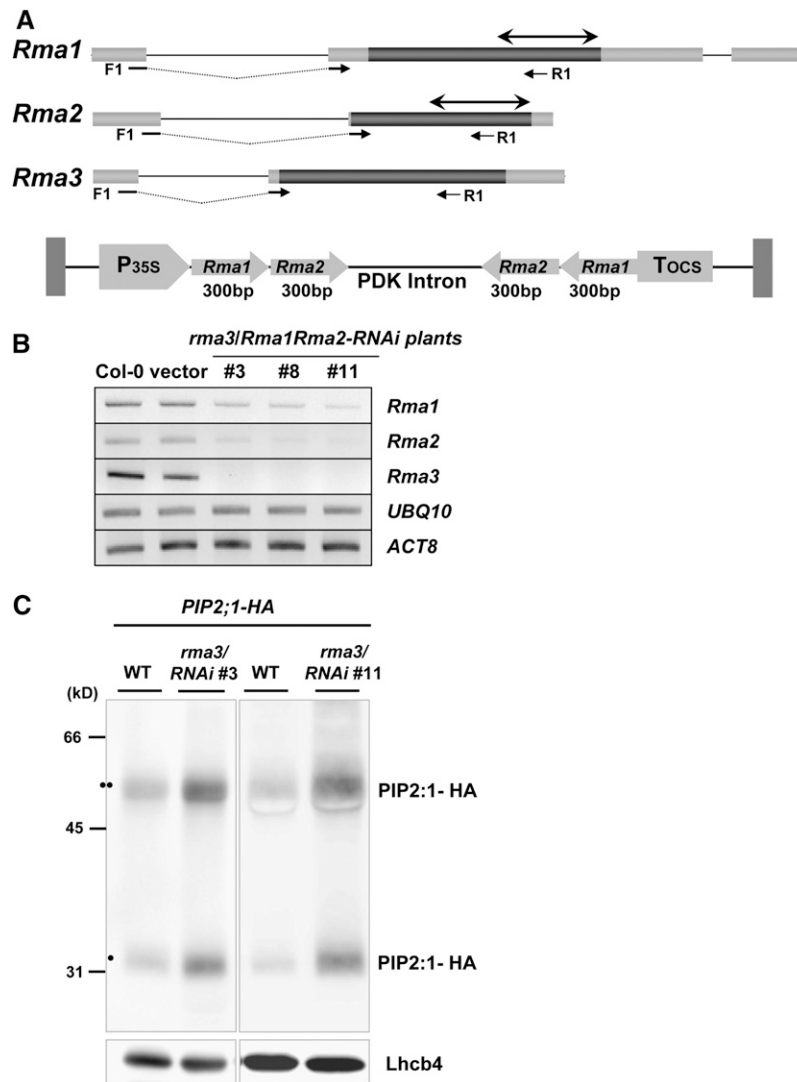 A
Rma1
F1
R1
Rma2
F1
R1
Rma3
F1
R1
P35S Rma1 Rma2 PDK Intron Rma2 Rma1 TOCS
300bp 300bp 300bp 300bp
B
rma3/Rma1Rma2-RNAi plants
Col-0 vector #3 #8 #11
Rma1
Rma2
Rma3
UBQ10
ACT8
C
PIP2;1-HA
WT rma3/ RNAi #3 WT rma3/ RNAi #11
(kD)
66
•• PIP2:1- HA
45
• PIP2:1- HA
31
Lhcb4